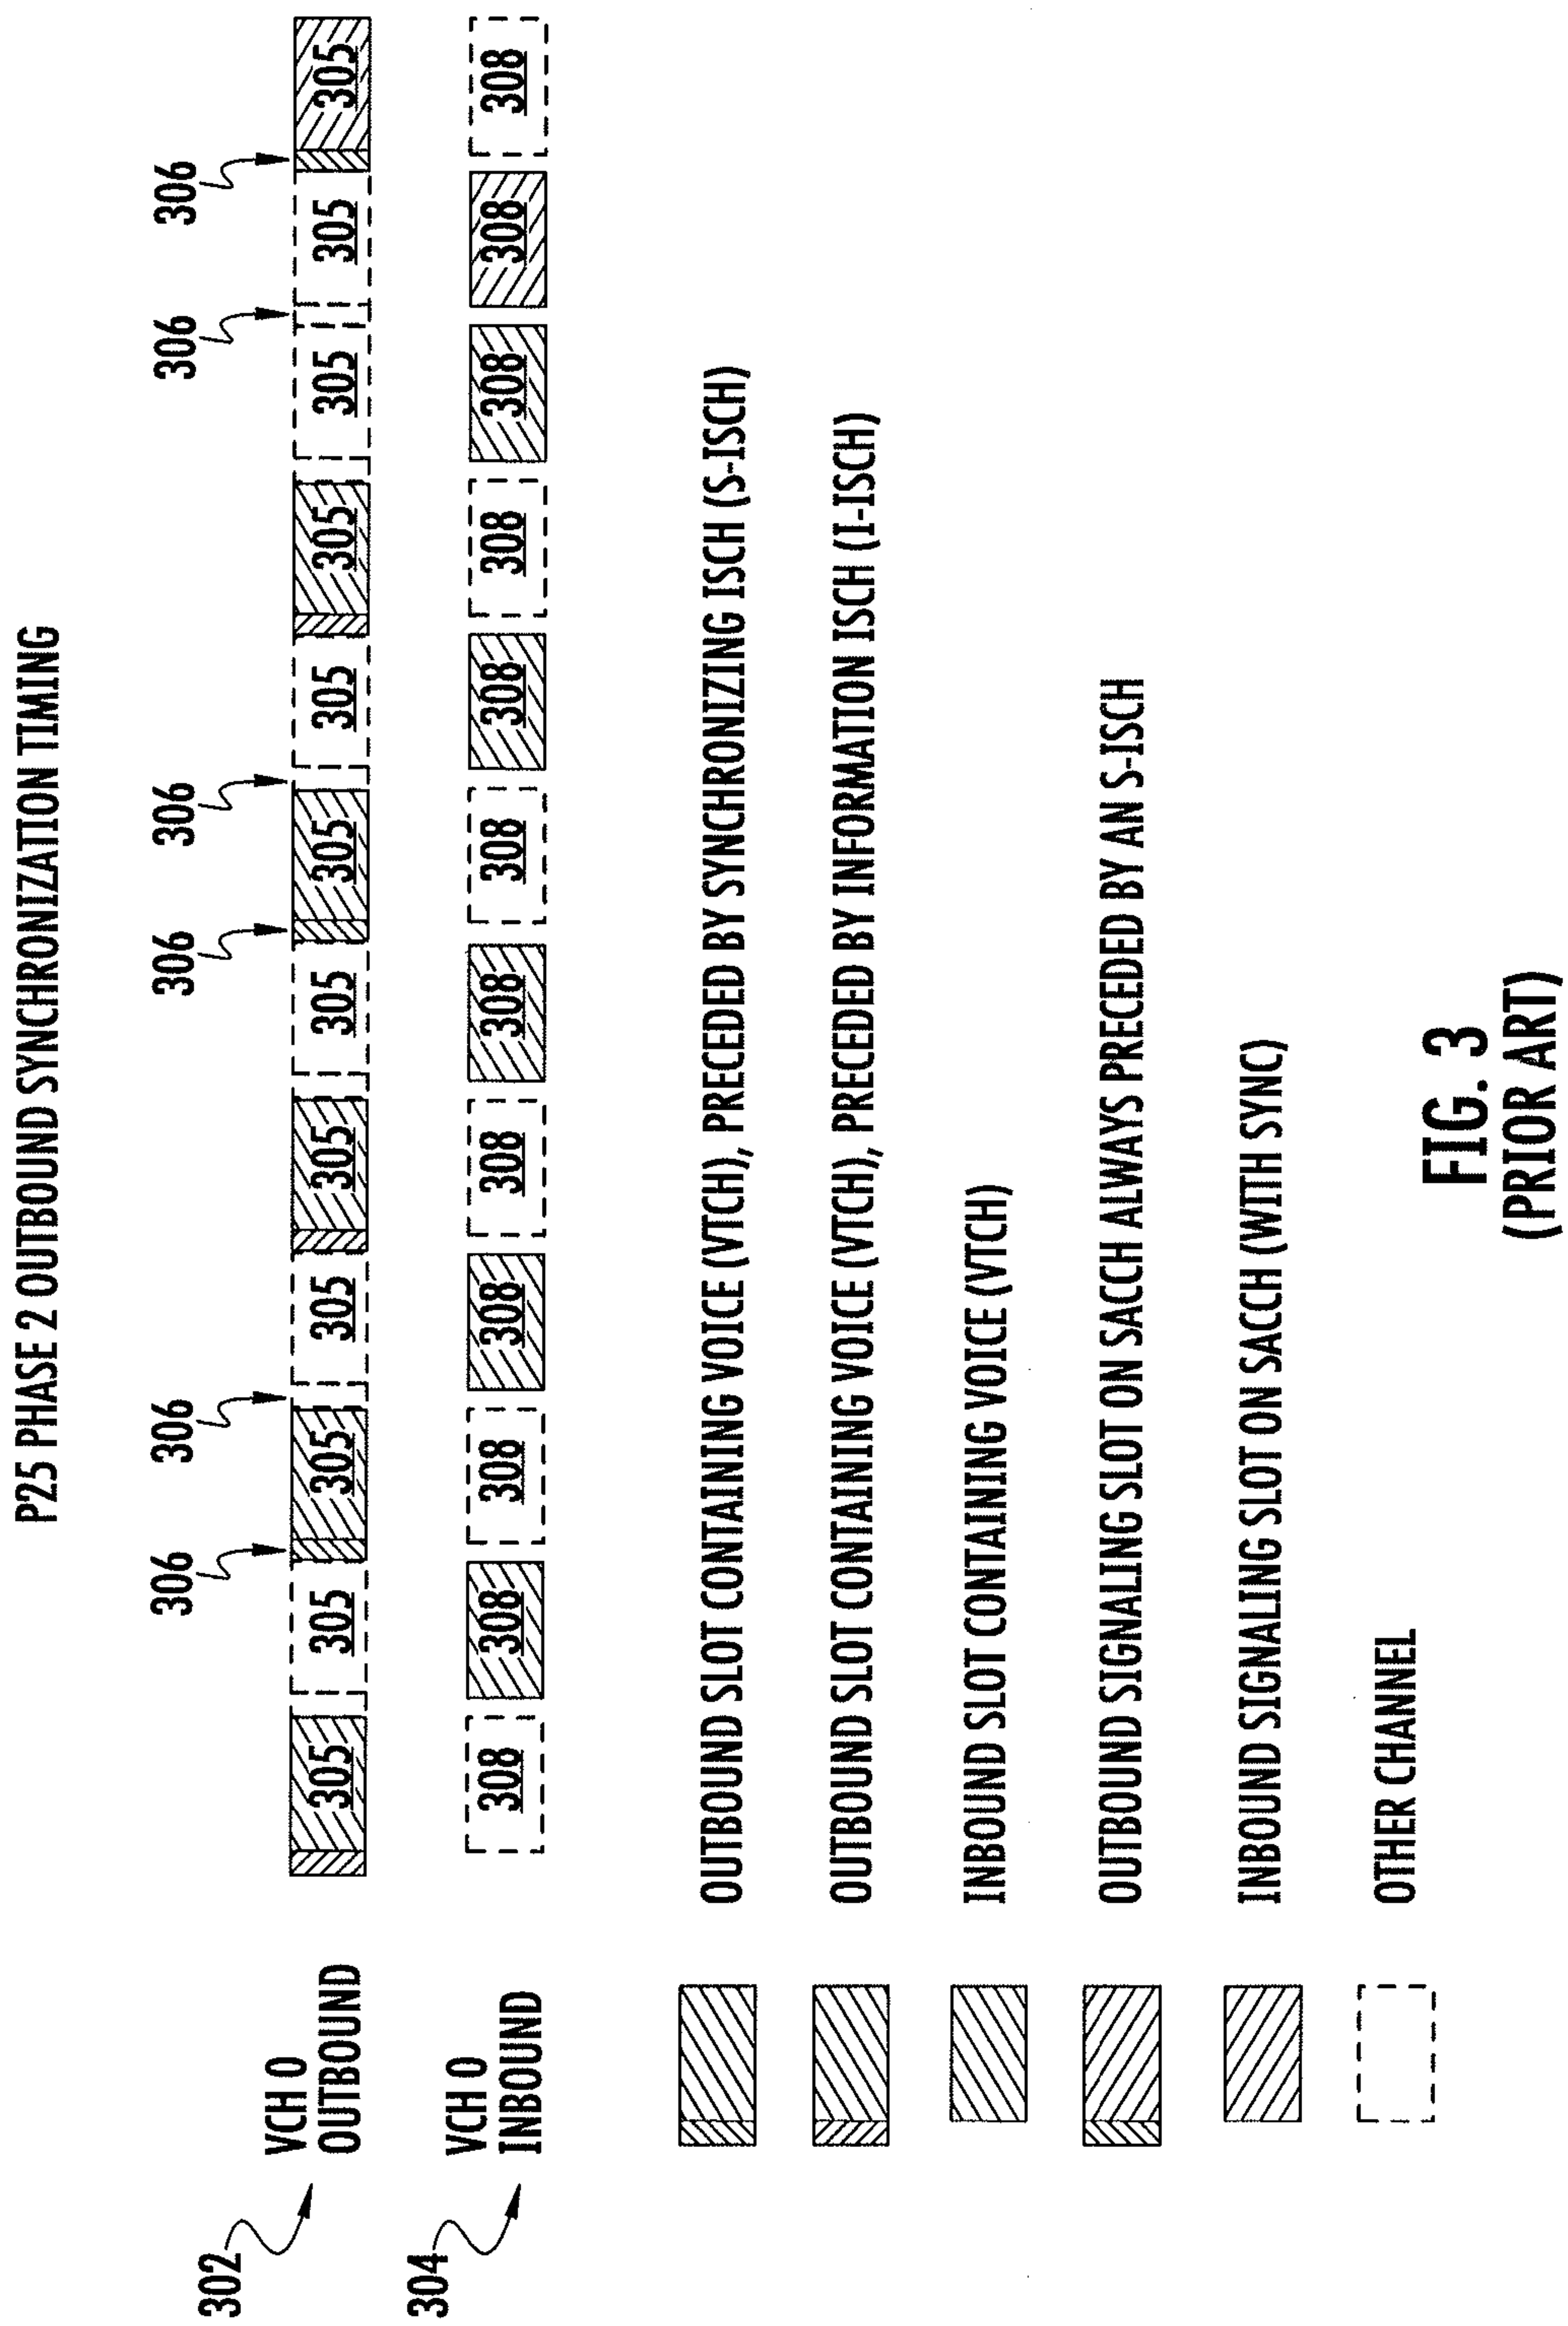 P25 PHASE 2 OUTBOUND SYNCHRONIZATION TIMING
306 306 306 306 306 306
302
VCH 0
OUTBOUND
305 305 305 305 305 305 305 305 305 305 305 305
304
VCH 0
INBOUND
308 308 308 308 308 308 308 308 308 308 308 308
OUTBOUND SLOT CONTAINING VOICE (VTCH), PRECEDED BY SYNCHRONIZING ISCH (S-ISCH)
OUTBOUND SLOT CONTAINING VOICE (VTCH), PRECEDED BY INFORMATION ISCH (I-ISCH)
INBOUND SLOT CONTAINING VOICE (VTCH)
OUTBOUND SIGNALING SLOT ON SACCH ALWAYS PRECEDED BY AN S-ISCH
INBOUND SIGNALING SLOT ON SACCH (WITH SYNC)
OTHER CHANNEL
FIG. 3
(PRIOR ART)